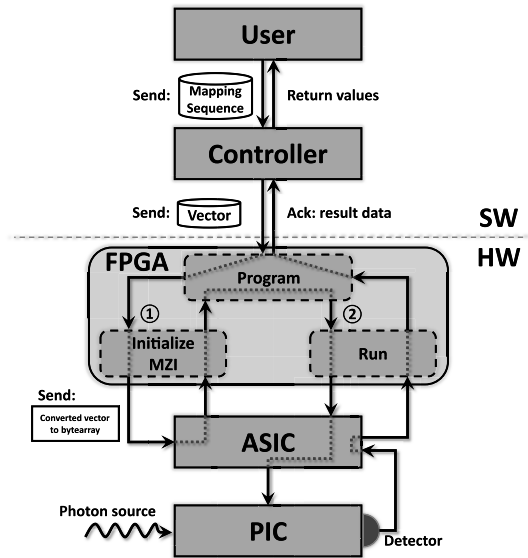 User
Send:
Mapping
Sequence
Return values
Controller
Send:
Vector
Ack: result data
SW
HW
FPGA
Program
①
②
Initialize
MZI
Run
Send:
Converted vector
to bytearray
ASIC
Photon source
PIC
Detector